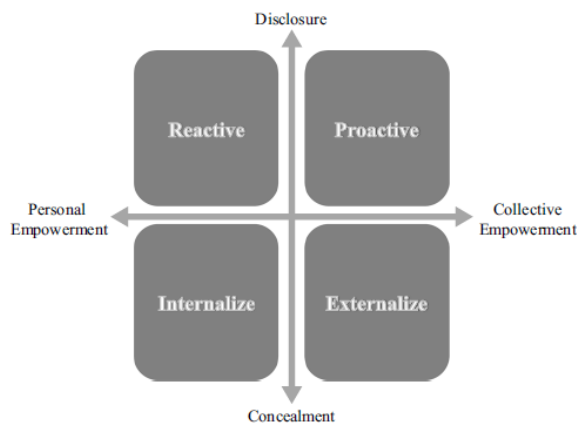 Disclosure
Reactive
Proactive
Personal
Empowerment
Collective
Empowerment
Internalize
Externalize
Concealment